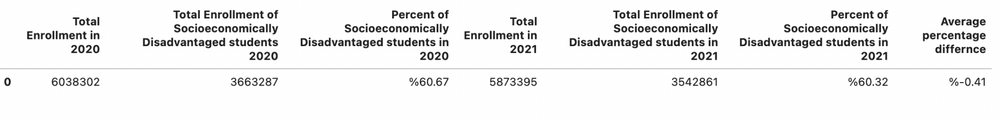 Total
Enrollment in
2020
Total Enrollment of
Socioeconomically
Disadvantaged students
2020
Percent of
Socioeconomically
Disadvantaged students in
2020
Total
Enrollment in
2021
Total Enrollment of
Socioeconomically
Disadvantaged students in
2021
Percent of
Socioeconomically
Disadvantaged students in
2021
Average
percentage
differnce
0 6038302 3663287 %60.67 5873395 3542861 %60.32 %-0.41